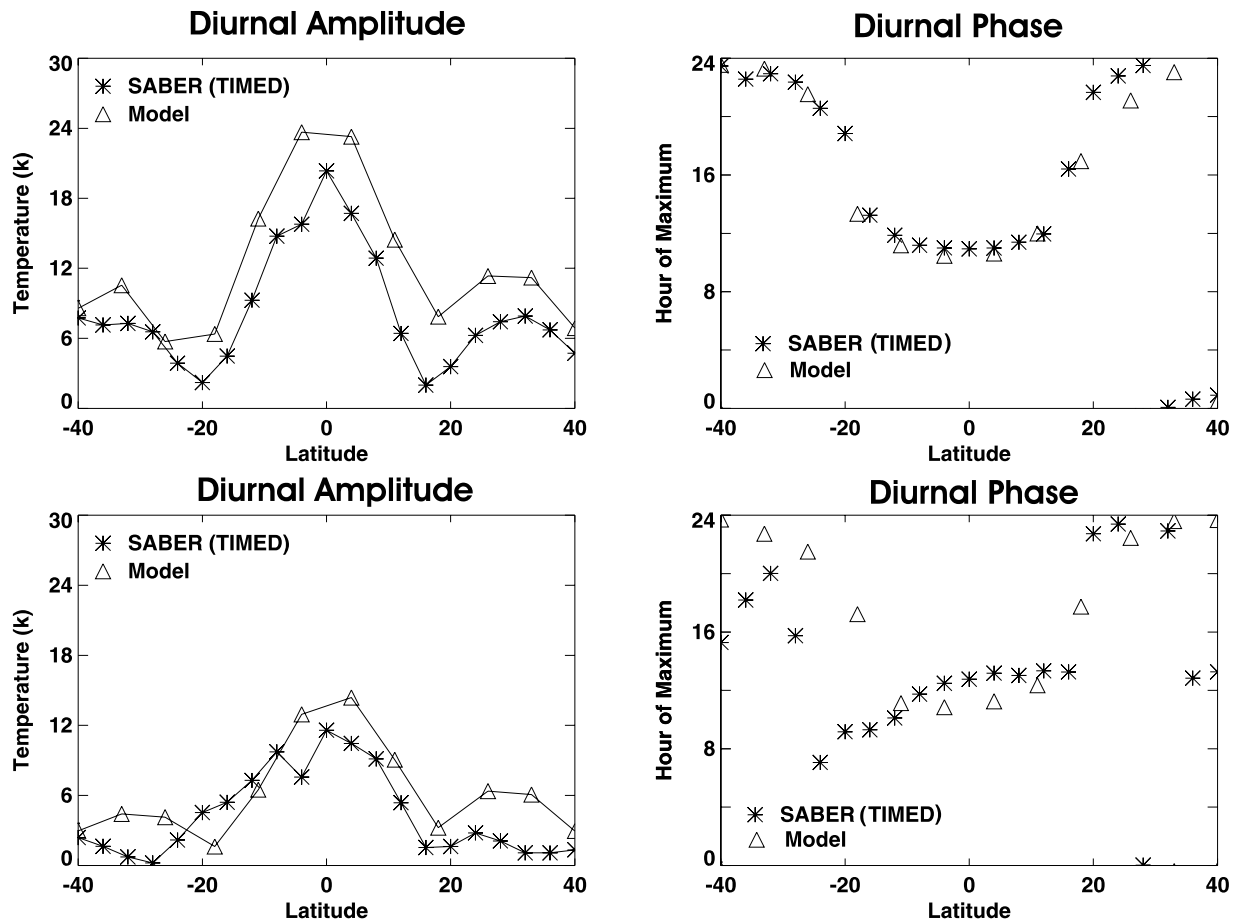 Diurnal Amplitude
30
24
18
12
6
0
Temperature (k)
SABER (TIMED)
Model
-40 -20 0 20 40
Latitude
Diurnal Phase
24
16
8
0
Hour of Maximum
SABER (TIMED)
Model
-40 -20 0 20 40
Latitude
Diurnal Amplitude
30
24
18
12
6
0
Temperature (k)
SABER (TIMED)
Model
-40 -20 0 20 40
Latitude
Diurnal Phase
24
16
8
0
Hour of Maximum
SABER (TIMED)
Model
-40 -20 0 20 40
Latitude